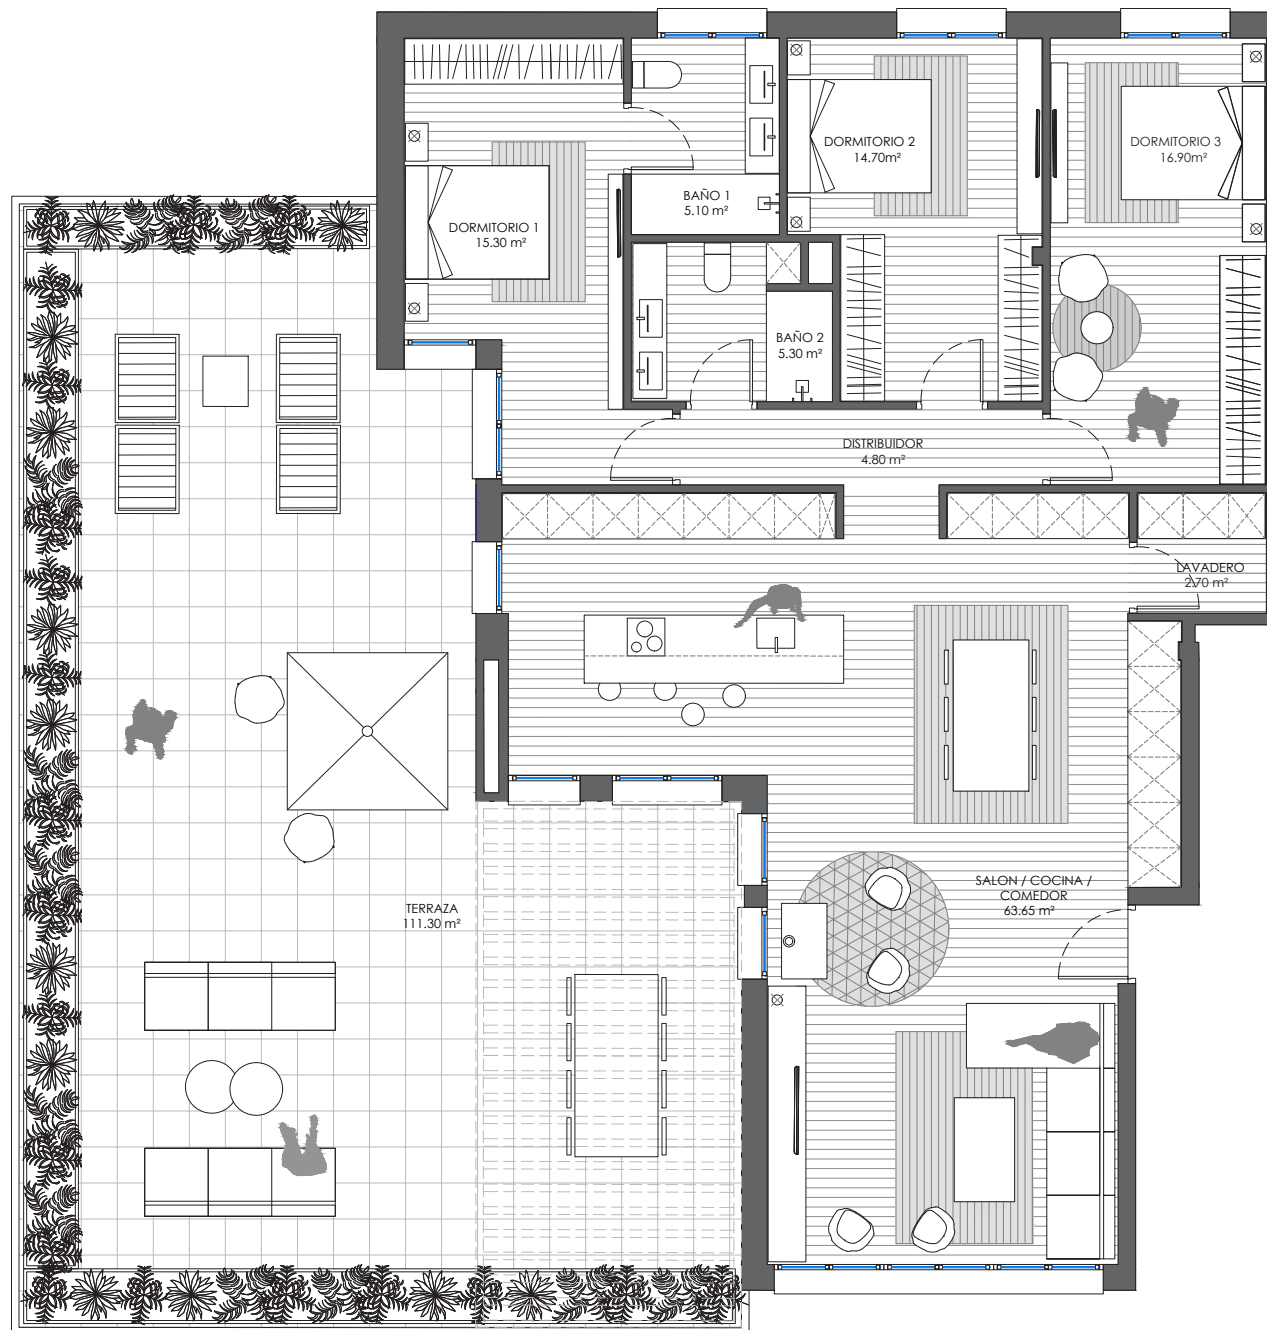 DORMITORIO 2
14.70m²
DORMITORIO 3
16.90m²
BAÑO 1
5.10 m²
DORMITORIO 1
15.30 m²
BAÑO 2
5.30 m²
DISTRIBUIDOR
4.80 m²
LAVADERO
2.70 m²
SALON / COCINA /
COMEDOR
63.65 m²
TERRAZA
111.30 m²